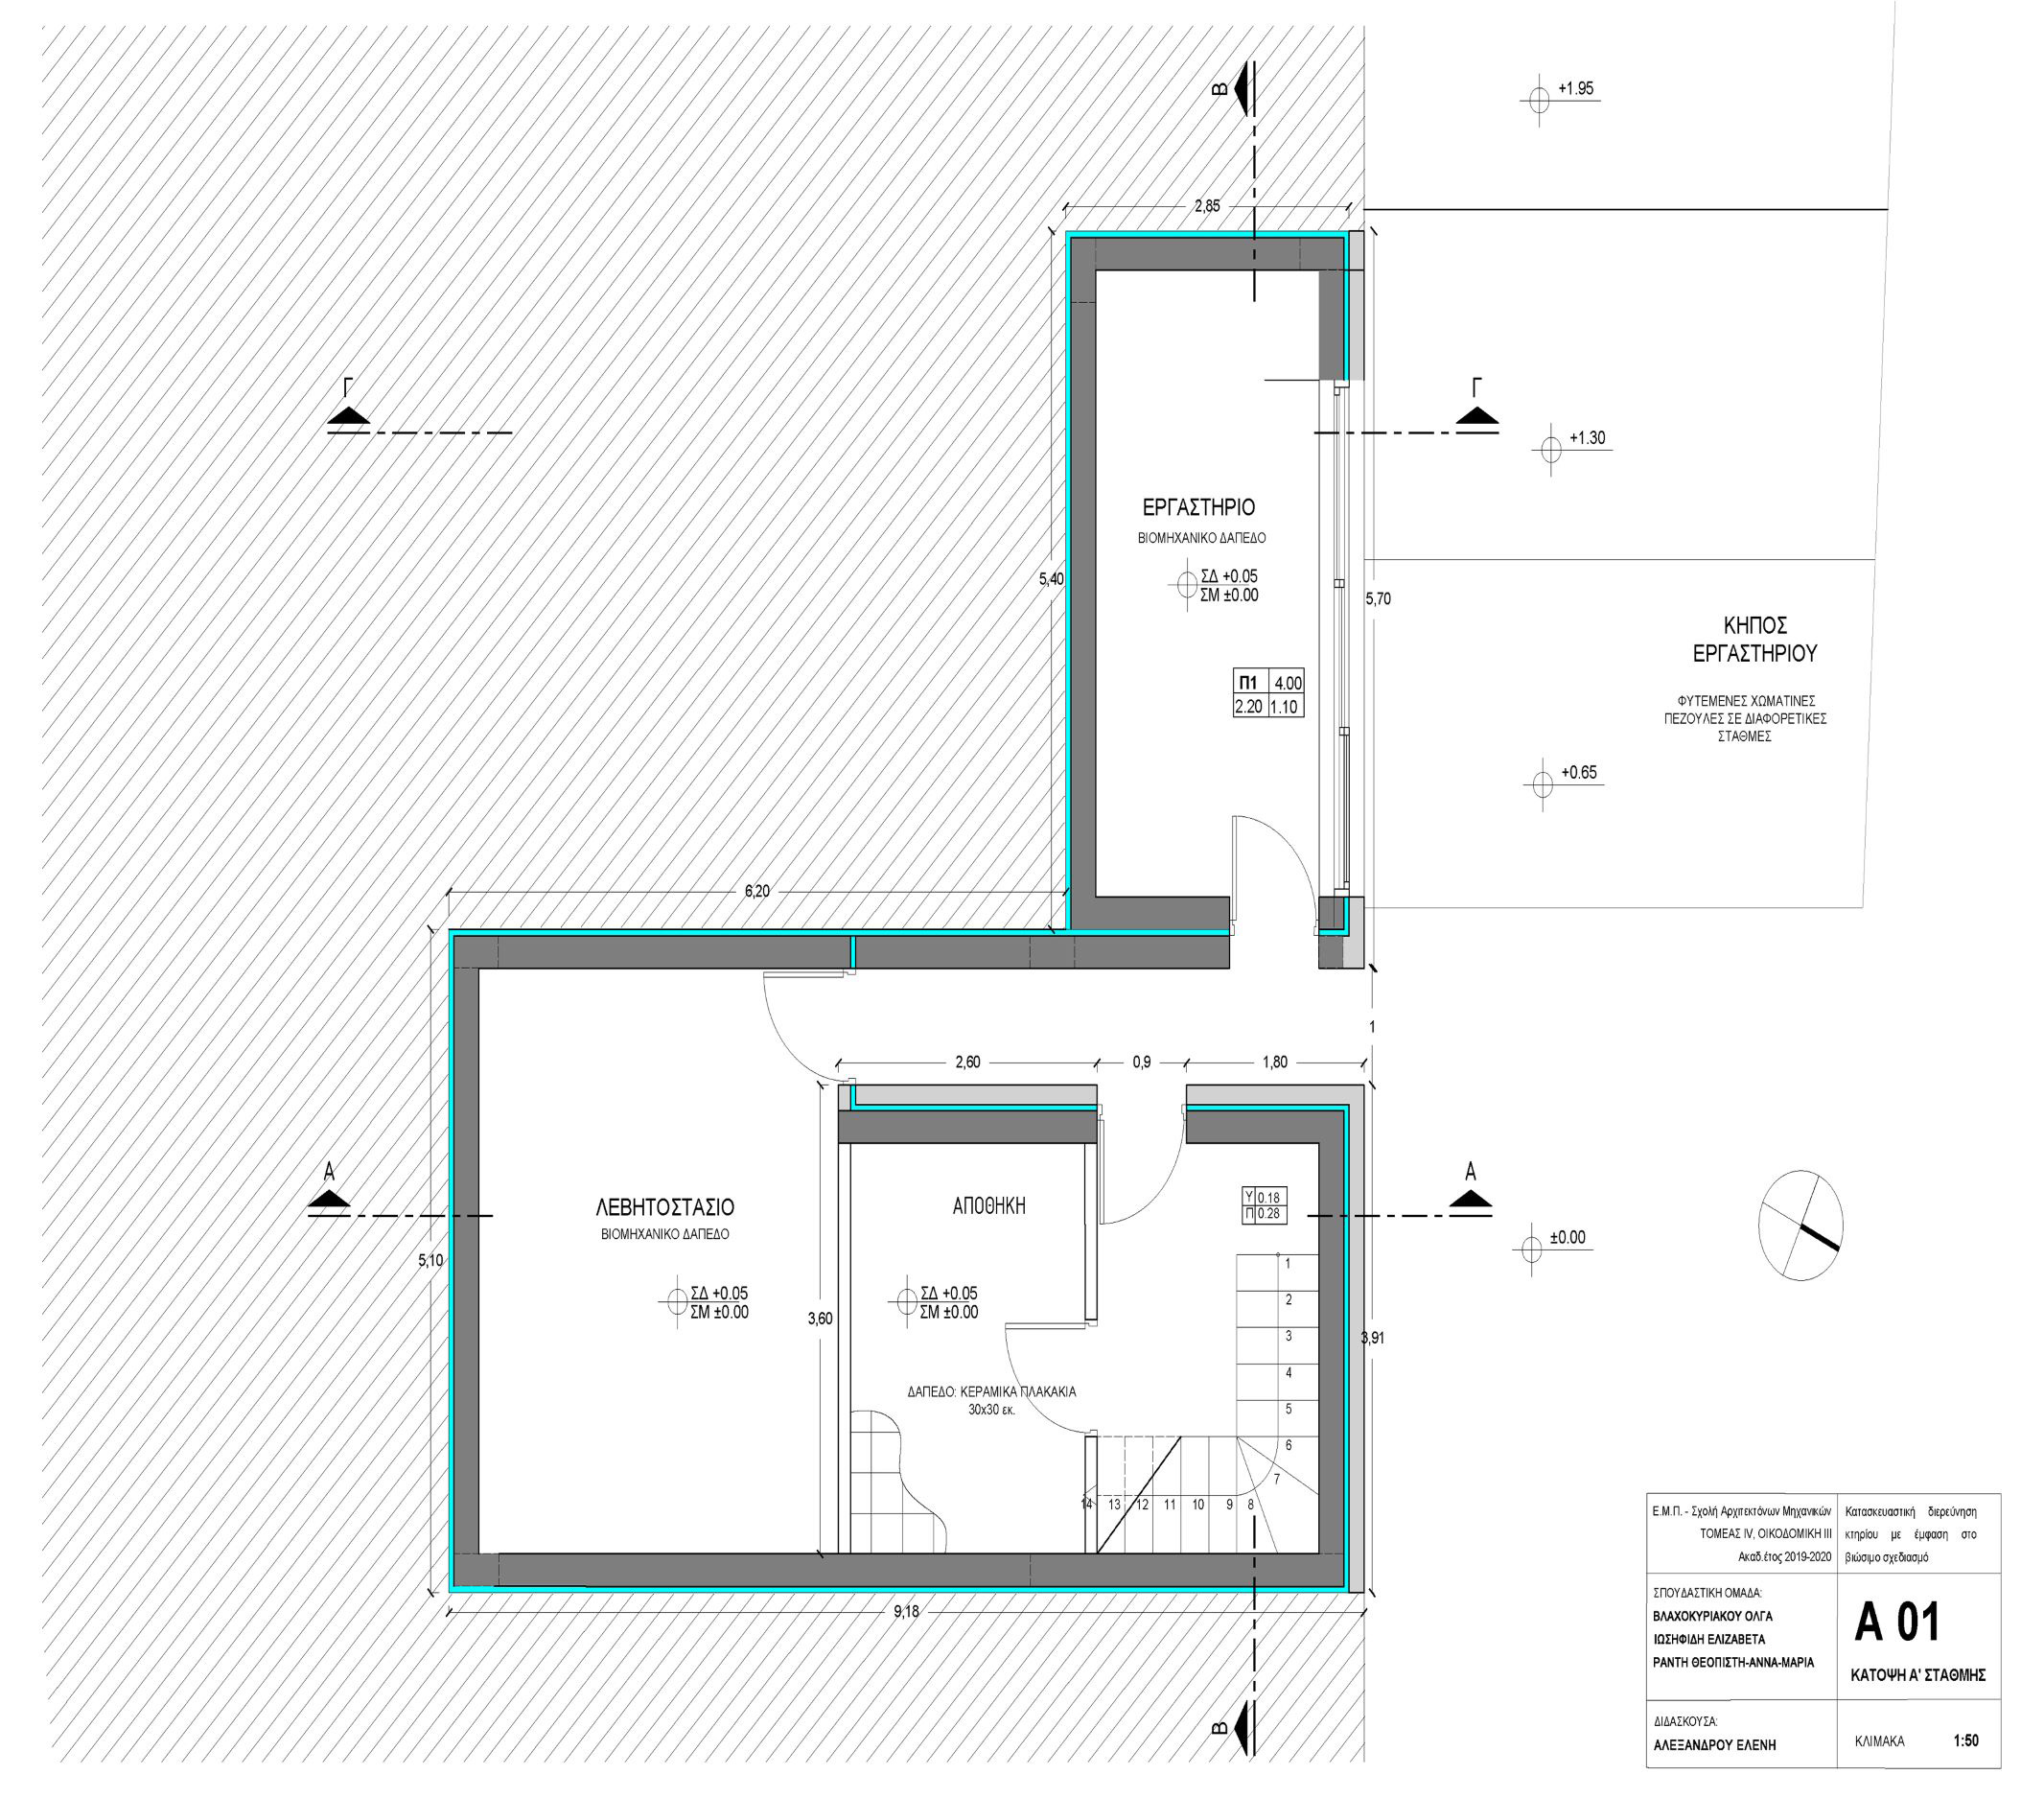 Β
+1.95
2,85
Γ
Γ
+1.30
ΕΡΓΑΣΤΗΡΙΟ
ΒΙΟΜΗΧΑΝΙΚΟ ΔΑΠΕΔΟ
5,40
ΣΔ +0.05
ΣΜ ±0.00
5,70
ΚΗΠΟΣ
ΕΡΓΑΣΤΗΡΙΟΥ
Π1 4.00
2.20 1.10
ΦΥΤΕΜΕΝΕΣ ΧΩΜΑΤΙΝΕΣ
ΠΕΖΟΥΛΕΣ ΣΕ ΔΙΑΦΟΡΕΤΙΚΕΣ
ΣΤΑΘΜΕΣ
+0.65
6,20
1
2,60
0,9
1,80
Α
Α
ΛΕΒΗΤΟΣΤΑΣΙΟ
ΒΙΟΜΗΧΑΝΙΚΟ ΔΑΠΕΔΟ
ΑΠΟΘΗΚΗ
Υ 0.18
Π 0.28
±0.00
5,10
ΣΔ +0.05
ΣΜ ±0.00
3,60
ΣΔ +0.05
ΣΜ ±0.00
3,91
ΔΑΠΕΔΟ: ΚΕΡΑΜΙΚΑ ΠΛΑΚΑΚΙΑ
30x30 εκ.
1
2
3
4
5
6
7
14 13 12 11 10 9 8
9,18
Β
Ε.Μ.Π. - Σχολή Αρχιτεκτόνων Μηχανικών
ΤΟΜΕΑΣ IV, ΟΙΚΟΔΟΜΙΚΗ III
Ακαδ.έτος 2019-2020
Κατασκευαστική διερεύνηση
κτηρίου με έμφαση στο
βιώσιμο σχεδιασμό
ΣΠΟΥΔΑΣΤΙΚΗ ΟΜΑΔΑ:
ΒΛΑΧΟΚΥΡΙΑΚΟΥ ΟΛΓΑ
ΙΩΣΗΦΙΔΗ ΕΛΙΖΑΒΕΤΑ
ΡΑΝΤΗ ΘΕΟΠΙΣΤΗ-ΑΝΝΑ-ΜΑΡΙΑ
Α 01
ΚΑΤΟΨΗ Α' ΣΤΑΘΜΗΣ
ΔΙΔΑΣΚΟΥΣΑ:
ΑΛΕΞΑΝΔΡΟΥ ΕΛΕΝΗ
ΚΛΙΜΑΚΑ 1:50